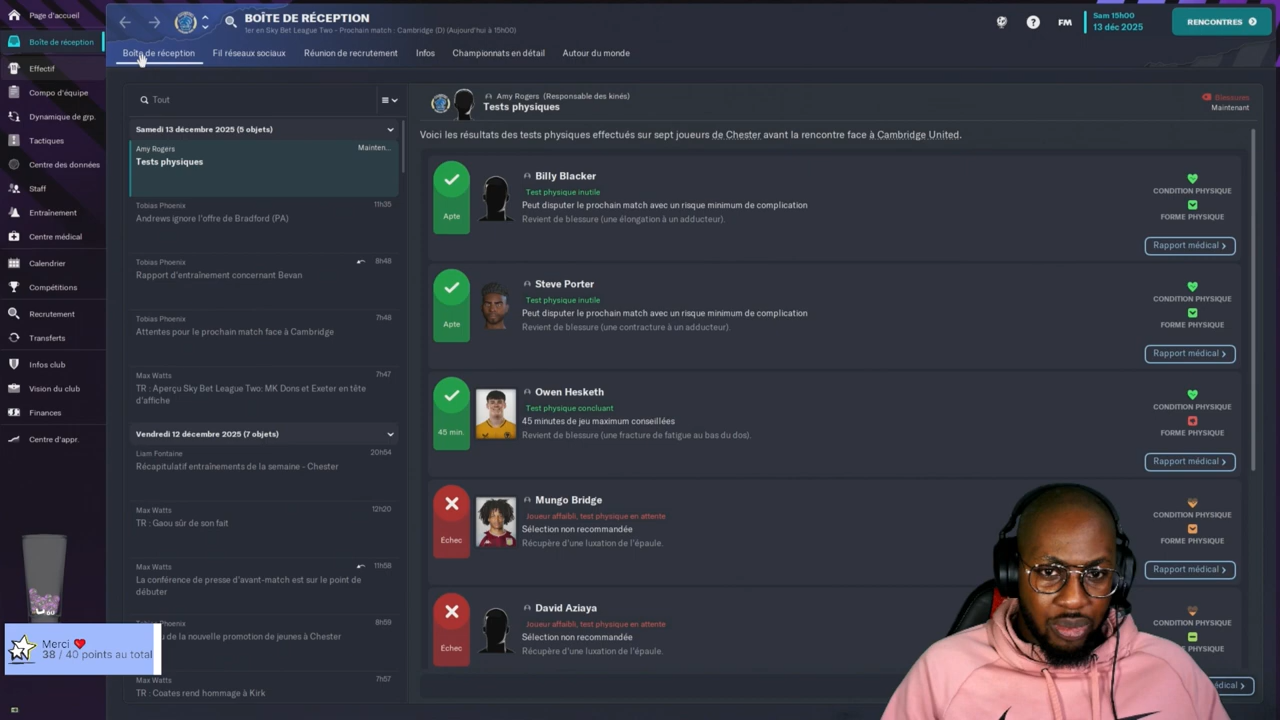 Page d'accueil
Boîte de réception
Effectif
Compo d'équipe
Dynamique de grp.
Tactiques
Centre des données
Staff
Entraînement
Centre médical
Calendrier
Compétitions
Recrutement
Transferts
Infos club
Vision du club
Finances
Centre d'appr.
60
Merci
38 / 40 points au total
BOÎTE DE RÉCEPTION
1er en Sky Bet League Two - Prochain match : Cambridge (D) (Aujourd'hui à 15h00)
FM
Sam 15h00
13 déc 2025
RENCONTRES
Boîte de réception
Fil réseaux sociaux
Réunion de recrutement
Infos
Championnats en détail
Autour du monde
Tout
Samedi 13 décembre 2025 (5 objets)
Amy Rogers
Mainten...
Tests physiques
Tobias Phoenix
11h35
Andrews ignore l'offre de Bradford (PA)
Tobias Phoenix
8h48
Rapport d'entraînement concernant Bevan
Tobias Phoenix
7h48
Attentes pour le prochain match face à Cambridge
Max Watts
7h47
TR : Aperçu Sky Bet League Two: MK Dons et Exeter en tête
d'affiche
Vendredi 12 décembre 2025 (7 objets)
Liam Fontaine
20h54
Récapitulatif entraînements de la semaine - Chester
Max Watts
12h20
TR : Gaou sûr de son fait
Max Watts
11h58
La conférence de presse d'avant-match est sur le point de
débuter
8h59
de la nouvelle promotion de jeunes à Chester
Max Watts
7h57
TR : Coates rend hommage à Kirk
Amy Rogers (Responsable des kinés)
Tests physiques
Blessures
Maintenant
Voici les résultats des tests physiques effectués sur sept joueurs de Chester avant la rencontre face à Cambridge United.
Apte
Billy Blacker
Test physique inutile
Peut disputer le prochain match avec un risque minimum de complication
Revient de blessure (une élongation à un adducteur).
CONDITION PHYSIQUE
FORME PHYSIQUE
Rapport médical
Apte
Steve Porter
Test physique inutile
Peut disputer le prochain match avec un risque minimum de complication
Revient de blessure (une contracture à un adducteur).
CONDITION PHYSIQUE
FORME PHYSIQUE
Rapport médical
45 min.
Owen Hesketh
Test physique concluant
45 minutes de jeu maximum conseillées
Revient de blessure (une fracture de fatigue au bas du dos).
CONDITION PHYSIQUE
FORME PHYSIQUE
Rapport médical
Echec
Mungo Bridge
Joueur affaibli, test physique en attente
Sélection non recommandée
Récupère d'une luxation de l'épaule.
CONDITION PHYSIQUE
FORME PHYSIQUE
Rapport médical
Echec
David Aziaya
Joueur affaibli, test physique en attente
Sélection non recommandée
Récupère d'une luxation de l'épaule.
CONDITION PHYSIQUE
PHYSIQUE